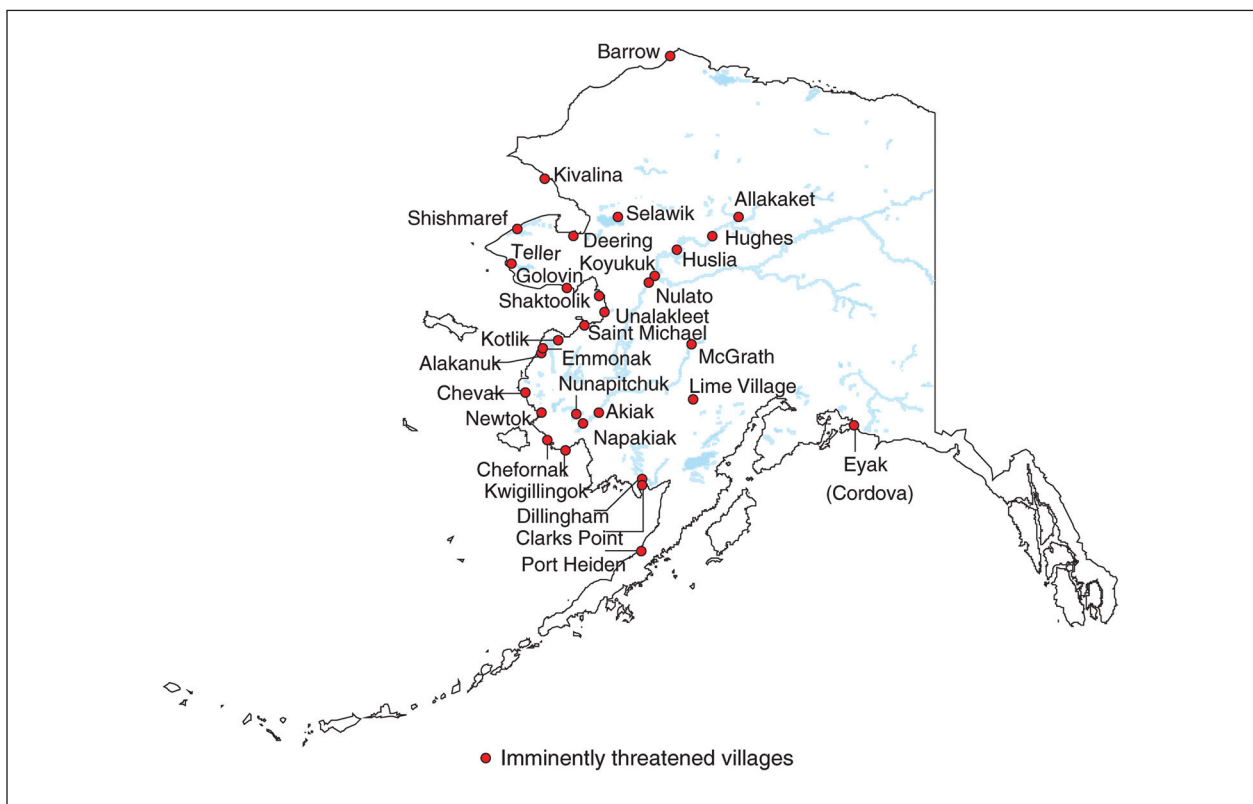 Barrow
Kivalina
Selawik
Allakaket
Shishmaref
Deering
Hughes
Teller
Koyukuk
Huslia
Golovin
Shaktoolik
Nulato
Unalakleet
Kotlik
Saint Michael
Alakanuk
Emmonak
McGrath
Nunapitchuk
Lime Village
Chevak
Newtok
Akiak
Napakiak
Chefornak
Eyak
(Cordova)
Kwigillingok
Dillingham
Clarks Point
Port Heiden
Imminently threatened villages